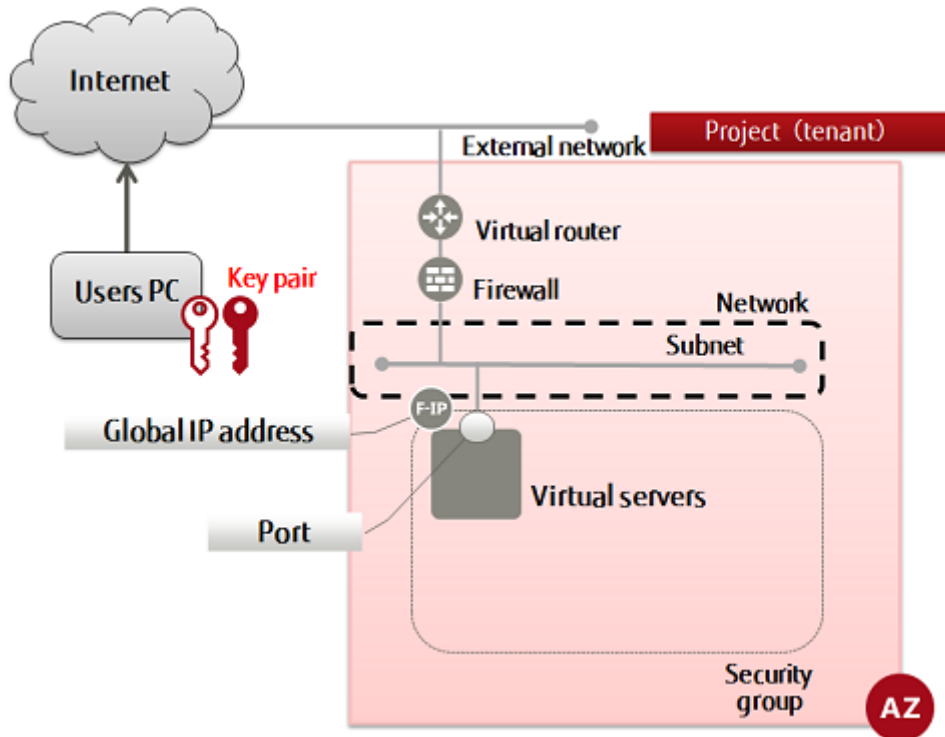 Internet
Project（tenant）
External network
Virtual router
Users PC
Key pair
Firewall
Network
Subnet
F-IP
Global IP address
Virtual servers
Port
Security
group
AZ